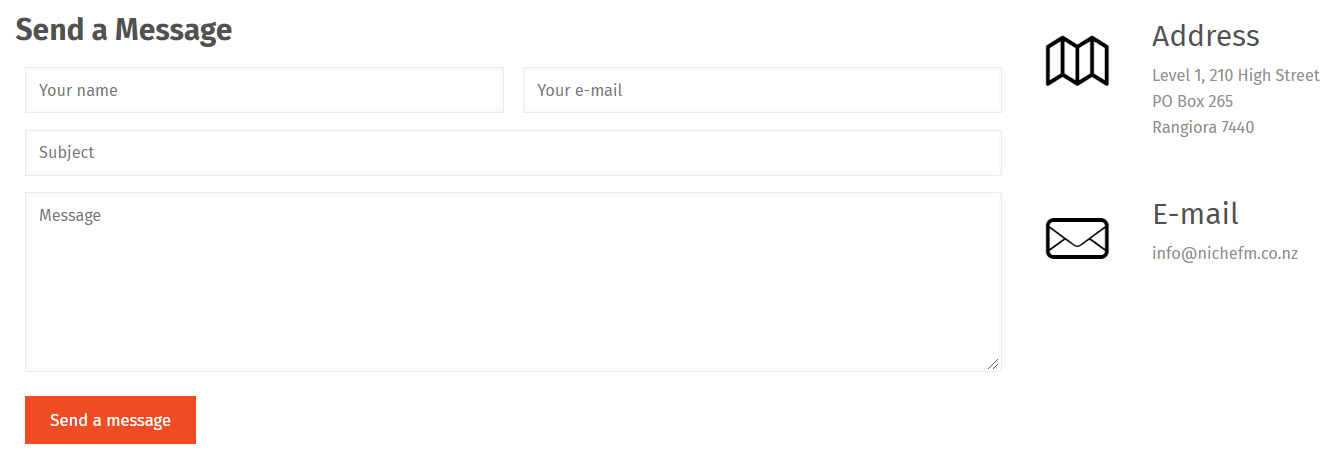 Send a Message
Your name
Your e-mail
Subject
Message
Send a message
Address
Level 1, 210 High Street
PO Box 265
Rangiora 7440
E-mail
info@nichefm.co.nz